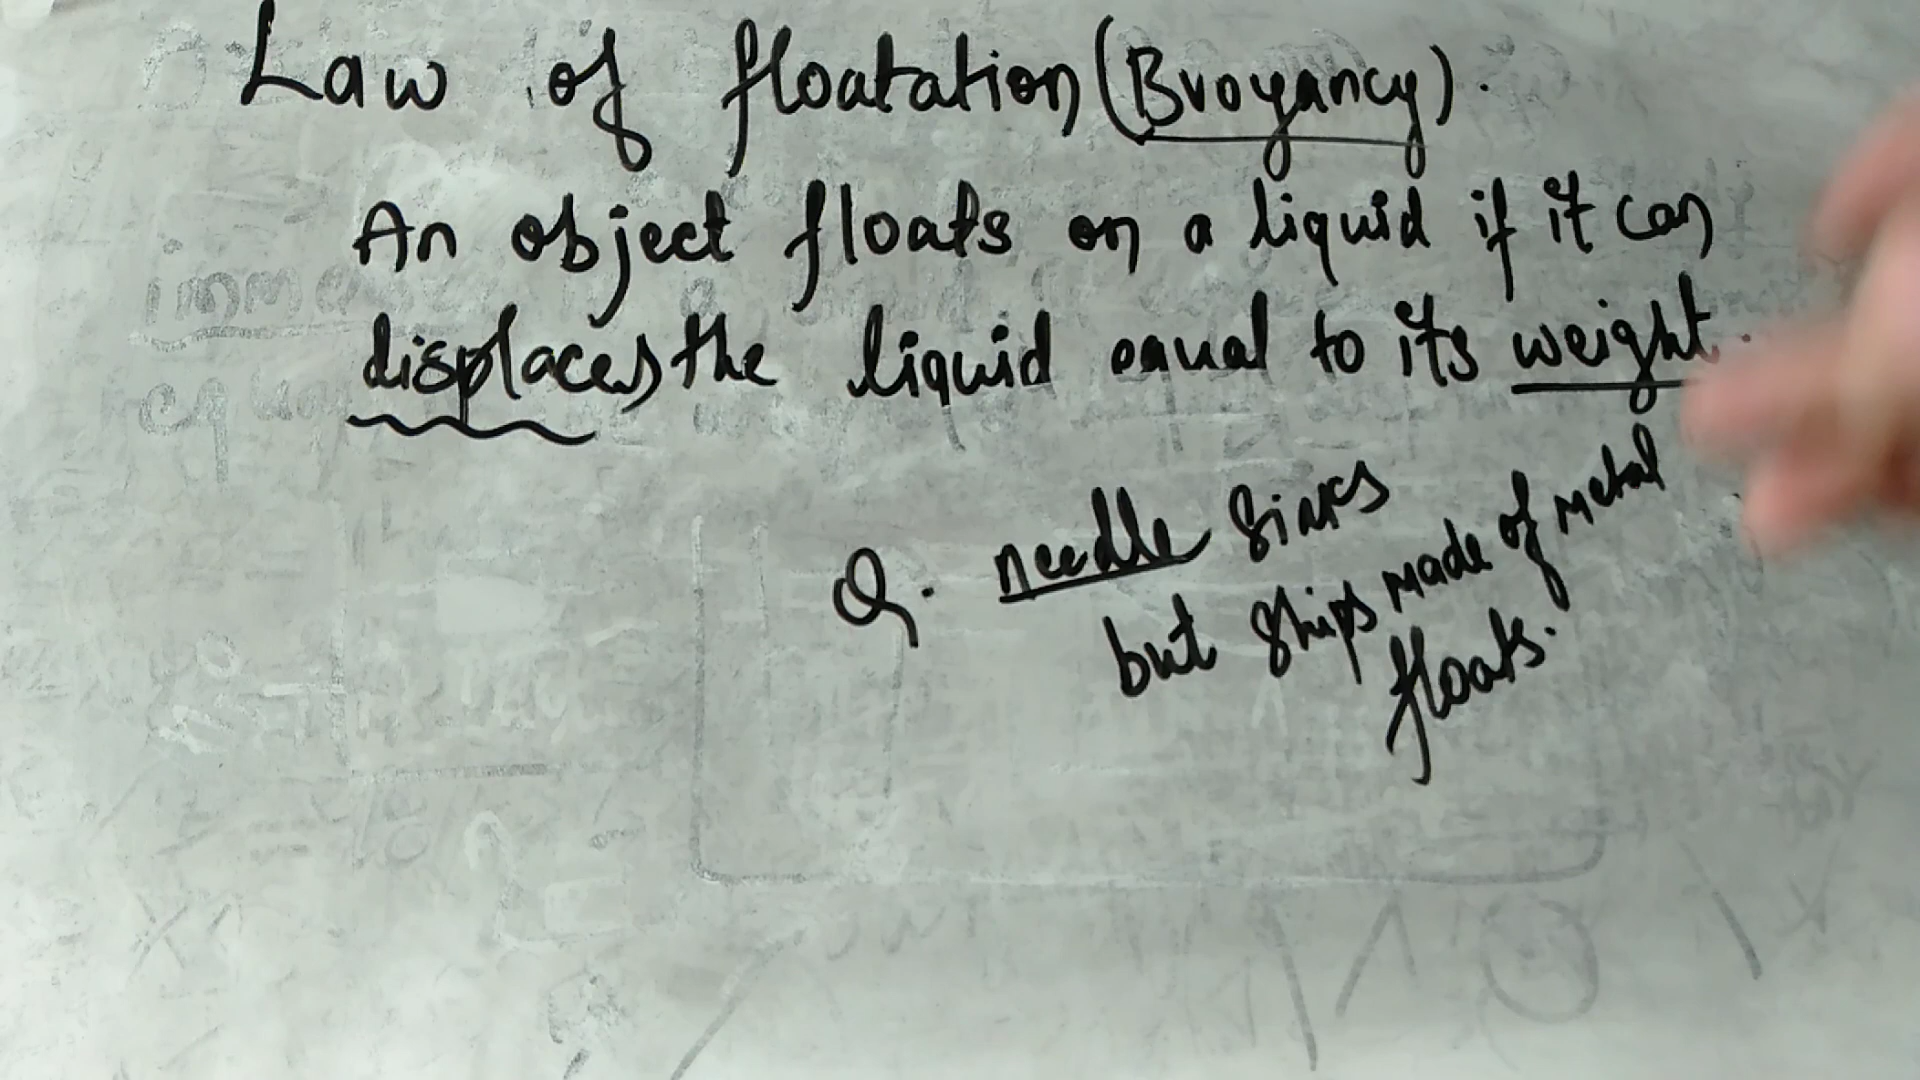 Law of floatation (Buoyancy).
An object floats on a liquid if it can
displaces the liquid equal to its weight.
Q. needle sinks
but ships made of metal
floats.